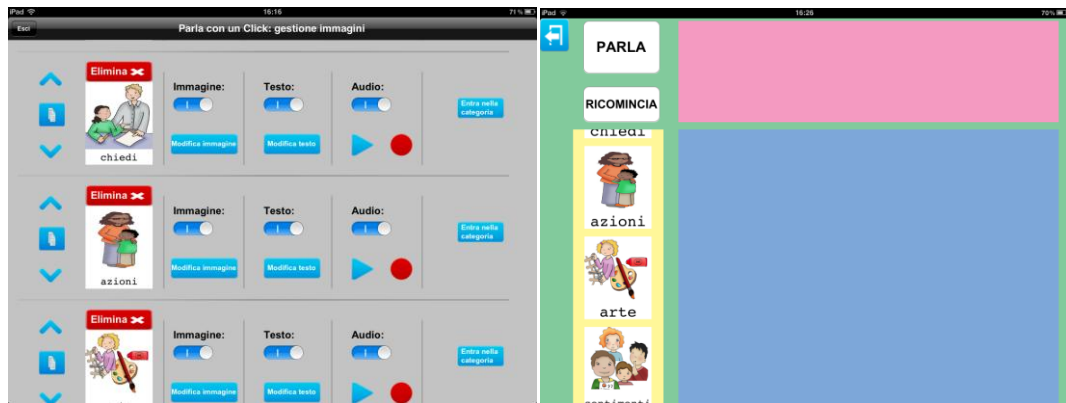 iPad 16:16 71 %
Esci Parla con un Click: gestione immagini
Elimina
Immagine: Testo: Audio:
Entra nella
categoria
Modifica immagine Modifica testo
chiedi
Elimina
Immagine: Testo: Audio:
Entra nella
categoria
Modifica immagine Modifica testo
azioni
Elimina
Immagine: Testo: Audio:
Entra nella
categoria
Modifica immagine Modifica testo
iPad 16:26 70%
PARLA
RICOMINCIA
chiedi
azioni
arte